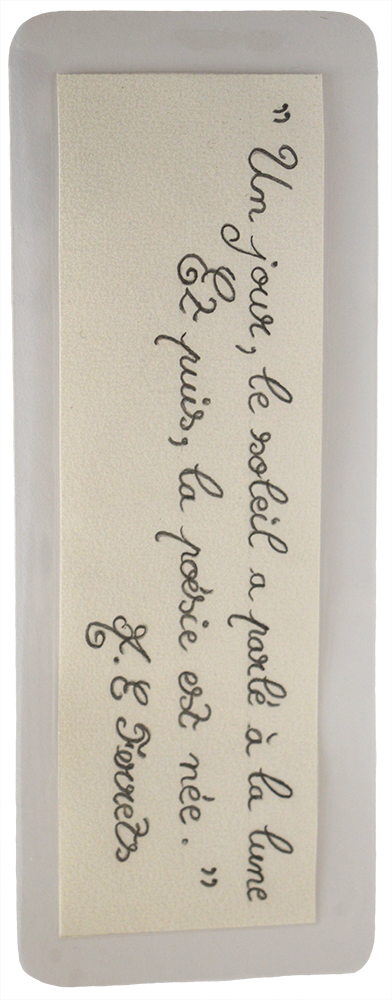 " Un jour, le soleil a parlé à la lune
Et puis, la poésie est née. "
A. E Ferrets